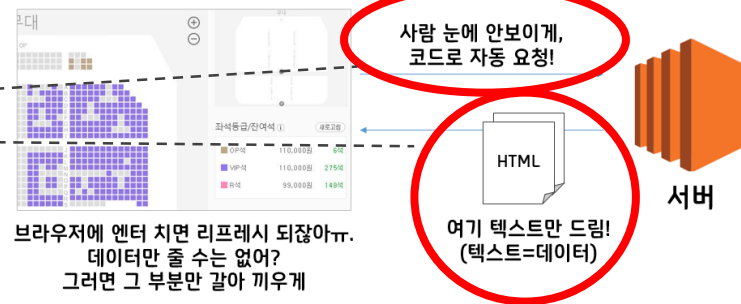 무대
OP
사람 눈에 안보이게,
코드로 자동 요청!
좌석등급/잔여석
새로고침
OP석 110,000원 6석
VIP석 110,000원 275석
R석 99,000원 148석
HTML
서버
여기 텍스트만 드림!
(텍스트=데이터)
브라우저에 엔터 치면 리프레시 되잖아ㅠ.
데이터만 줄 수는 없어?
그러면 그 부분만 갈아 끼우게